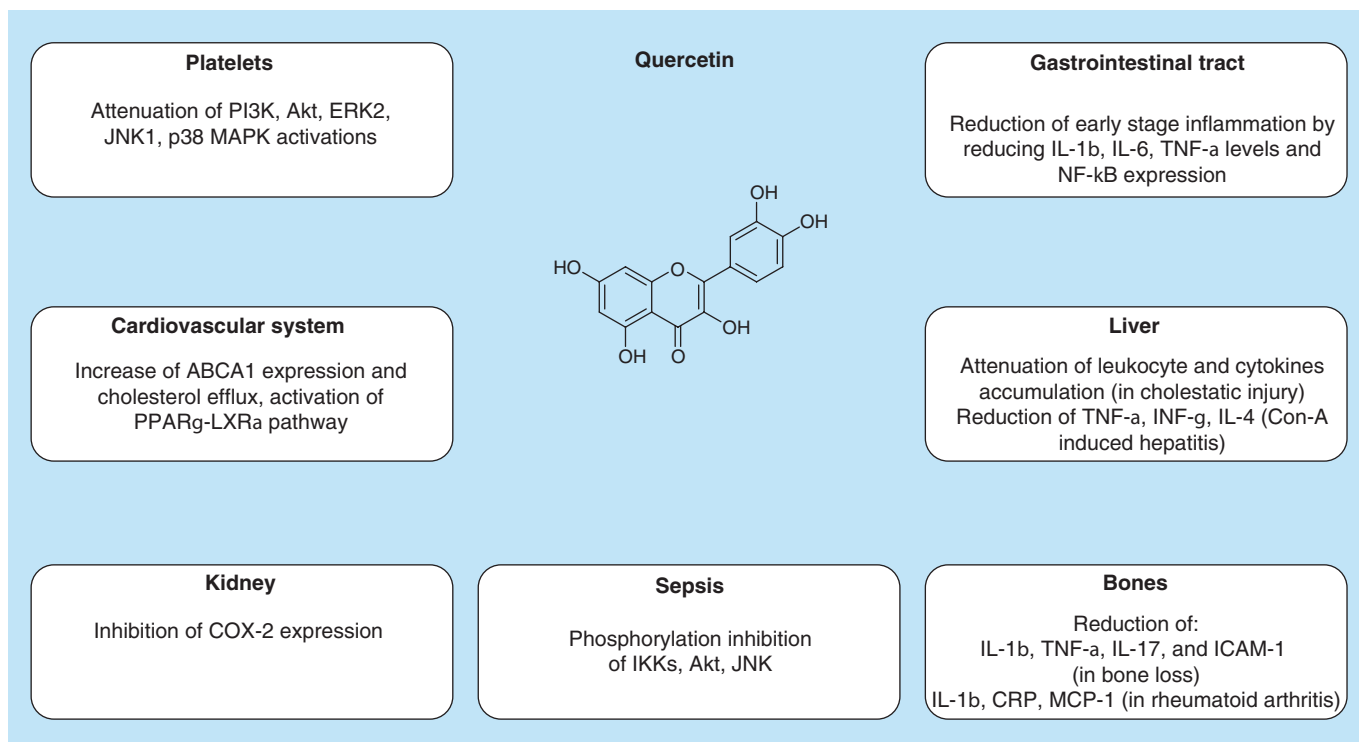 Platelets
Attenuation of PI3K, Akt, ERK2,
JNK1, p38 MAPK activations
Quercetin
Gastrointestinal tract
Reduction of early stage inflammation by
reducing IL-1b, IL-6, TNF-a levels and
NF-kB expression
OH
OH
HO
O
OH
OH
O
Cardiovascular system
Increase of ABCA1 expression and
cholesterol efflux, activation of
PPARg-LXRa pathway
Liver
Attenuation of leukocyte and cytokines
accumulation (in cholestatic injury)
Reduction of TNF-a, INF-g, IL-4 (Con-A
induced hepatitis)
Kidney
Inhibition of COX-2 expression
Sepsis
Phosphorylation inhibition
of IKKs, Akt, JNK
Bones
Reduction of:
IL-1b, TNF-a, IL-17, and ICAM-1
(in bone loss)
IL-1b, CRP, MCP-1 (in rheumatoid arthritis)